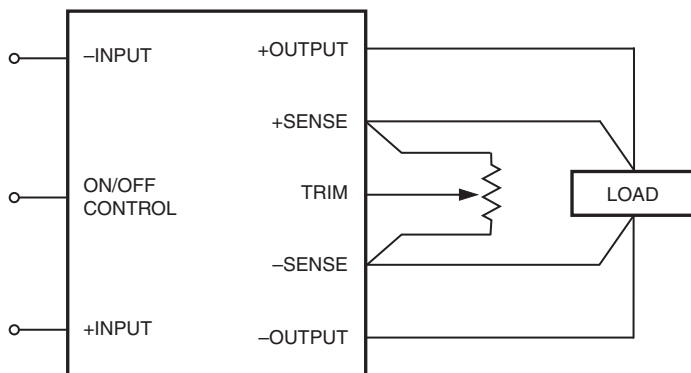 –INPUT
+OUTPUT
+SENSE
ON/OFF
CONTROL
TRIM
LOAD
–SENSE
+INPUT
–OUTPUT